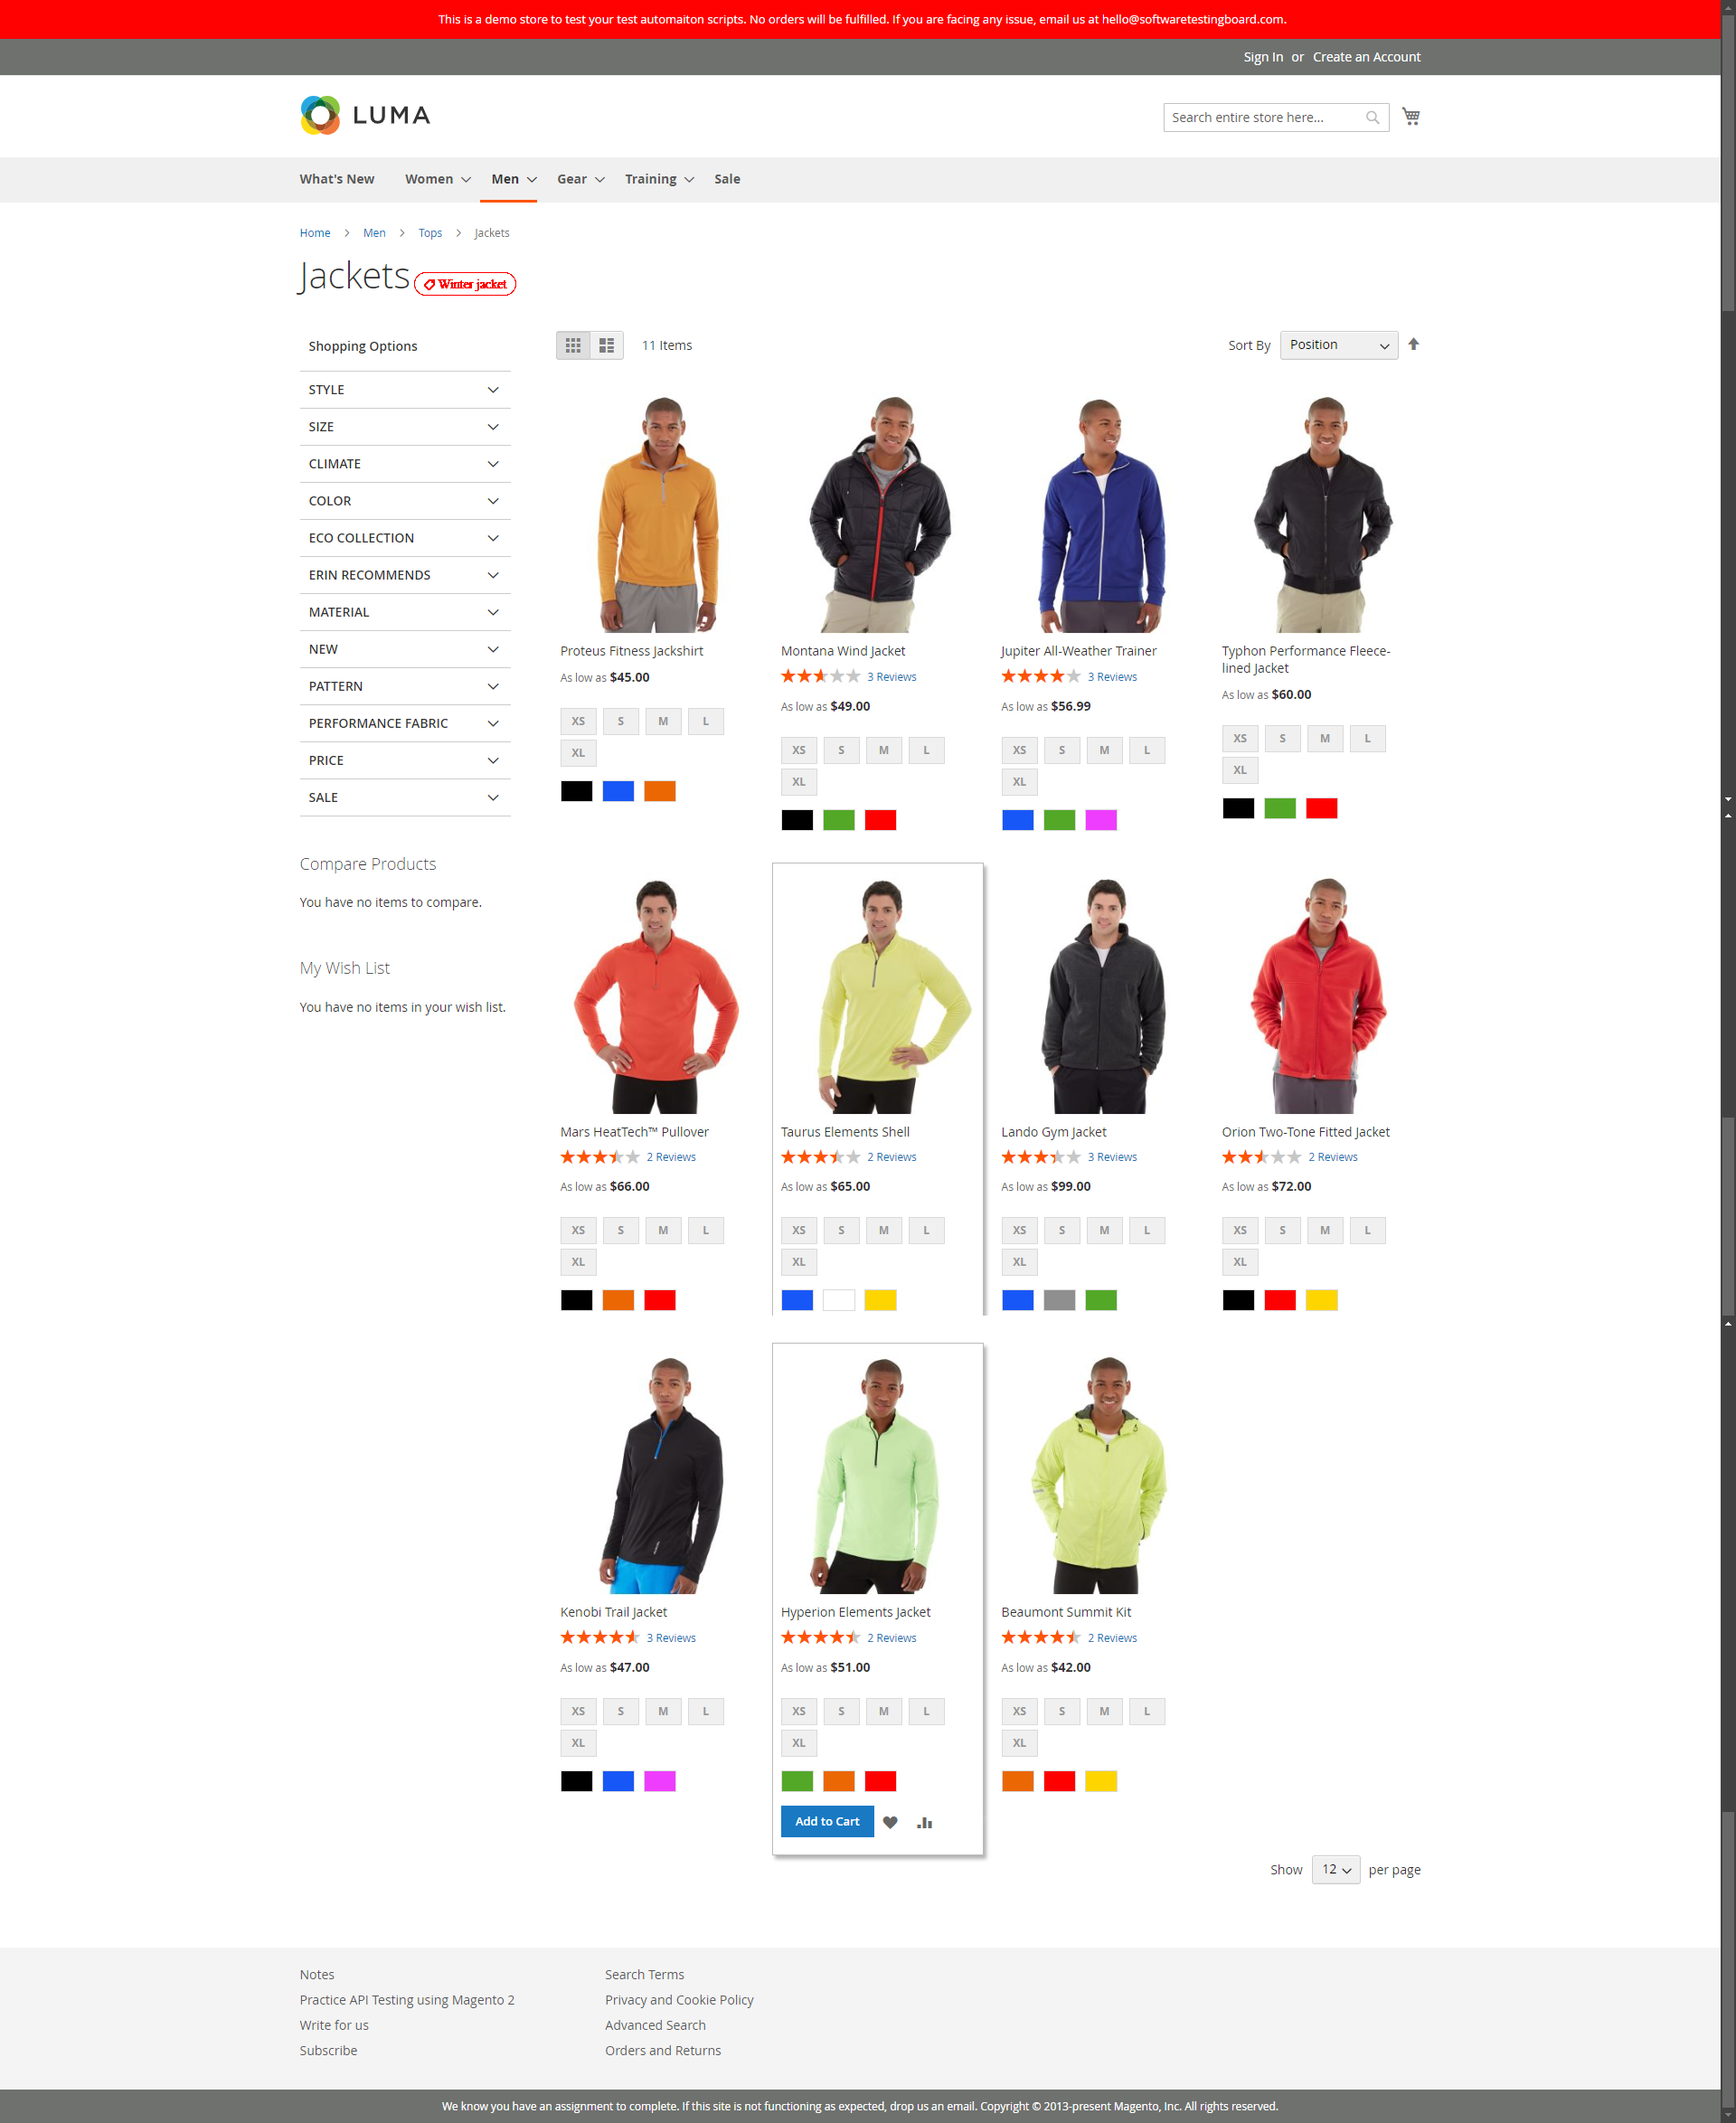 This is a demo store to test your test automaiton scripts. No orders will be fulfilled. If you are facing any issue, email us at hello@softwaretestingboard.com.
Sign In or Create an Account
LUMA
Search entire store here...
What's New Women Men Gear Training Sale
Home > Men > Tops > Jackets
Jackets Winter jacket
Shopping Options
STYLE
SIZE
CLIMATE
COLOR
ECO COLLECTION
ERIN RECOMMENDS
MATERIAL
NEW
PATTERN
PERFORMANCE FABRIC
PRICE
SALE
Compare Products
You have no items to compare.
My Wish List
You have no items in your wish list.
11 Items
Sort By Position
Proteus Fitness Jackshirt
As low as $45.00
XS S M L
XL
Montana Wind Jacket
3 Reviews
As low as $49.00
XS S M L
XL
Jupiter All-Weather Trainer
3 Reviews
As low as $56.99
XS S M L
XL
Typhon Performance Fleece-
lined Jacket
As low as $60.00
XS S M L
XL
Mars HeatTech™ Pullover
2 Reviews
As low as $66.00
XS S M L
XL
Taurus Elements Shell
2 Reviews
As low as $65.00
XS S M L
XL
Lando Gym Jacket
3 Reviews
As low as $99.00
XS S M L
XL
Orion Two-Tone Fitted Jacket
2 Reviews
As low as $72.00
XS S M L
XL
Kenobi Trail Jacket
3 Reviews
As low as $47.00
XS S M L
XL
Hyperion Elements Jacket
2 Reviews
As low as $51.00
XS S M L
XL
Add to Cart
Beaumont Summit Kit
2 Reviews
As low as $42.00
XS S M L
XL
Show 12 per page
Notes
Practice API Testing using Magento 2
Write for us
Subscribe
Search Terms
Privacy and Cookie Policy
Advanced Search
Orders and Returns
We know you have an assignment to complete. If this site is not functioning as expected, drop us an email. Copyright © 2013-present Magento, Inc. All rights reserved.